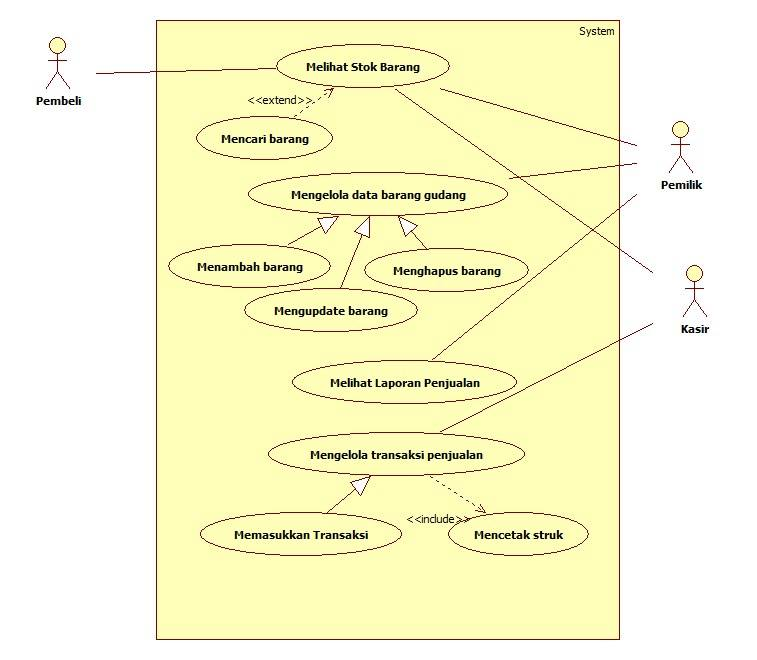 System
Melihat Stok Barang
Pembeli
<<extend>>
Mencari barang
Pemilik
Mengelola data barang gudang
Menambah barang
Menghapus barang
Mengupdate barang
Kasir
Melihat Laporan Penjualan
Mengelola transaksi penjualan
<<include>>
Memasukkan Transaksi
Mencetak struk